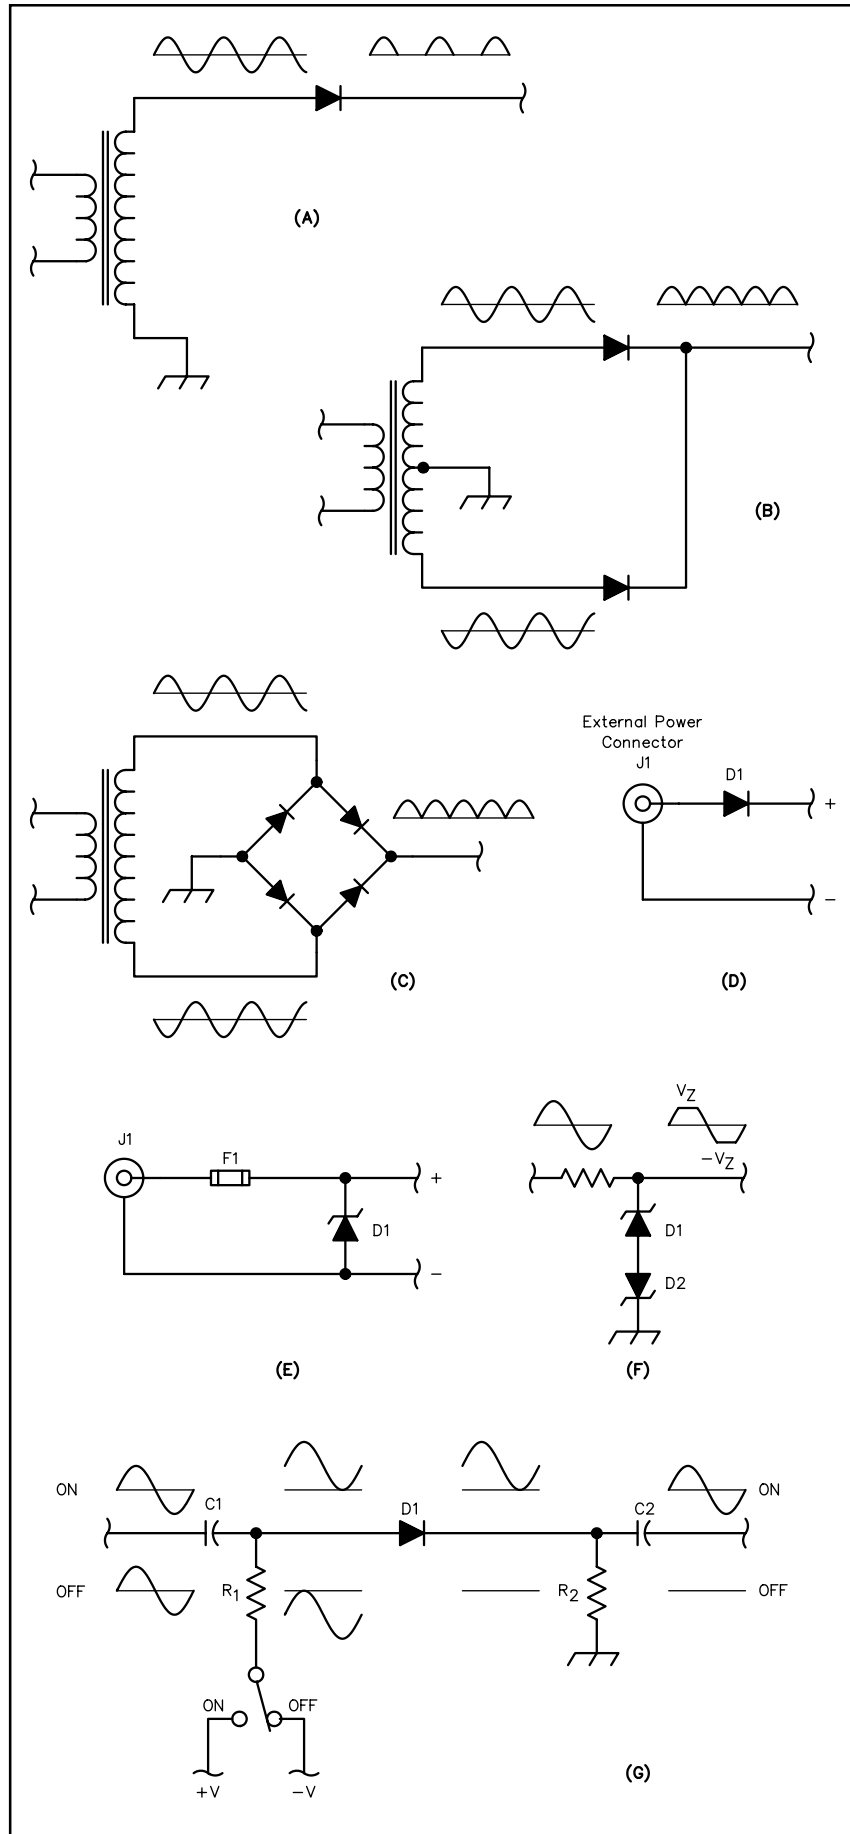 (A)
(B)
External Power
Connector
J1
D1
+
−
(C)
(D)
J1
F1
+
D1
−
(E)
VZ
−VZ
D1
D2
(F)
ON
C1
D1
C2
ON
OFF
R1
R2
OFF
ON
OFF
+V
−V
(G)